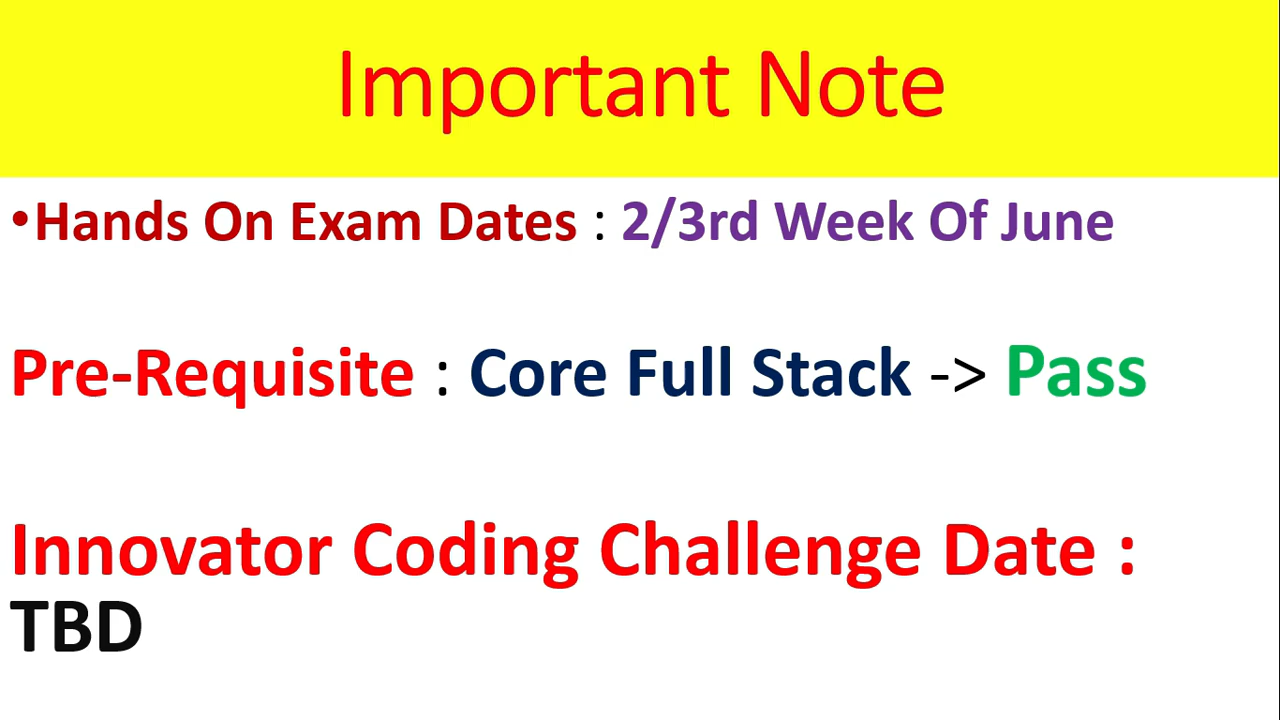 Important Note
•Hands On Exam Dates : 2/3rd Week Of June
Pre-Requisite : Core Full Stack -> Pass
Innovator Coding Challenge Date :
TBD